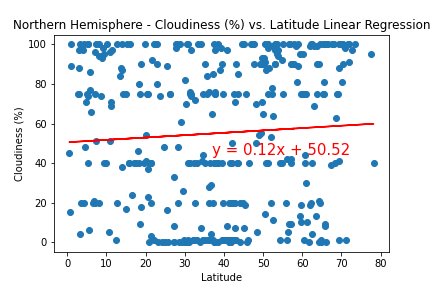 Northern Hemisphere - Cloudiness (%) vs. Latitude Linear Regression
100
80
60
40
20
0
Cloudiness (%)
y = 0.12x + 50.52
0 10 20 30 40 50 60 70 80
Latitude